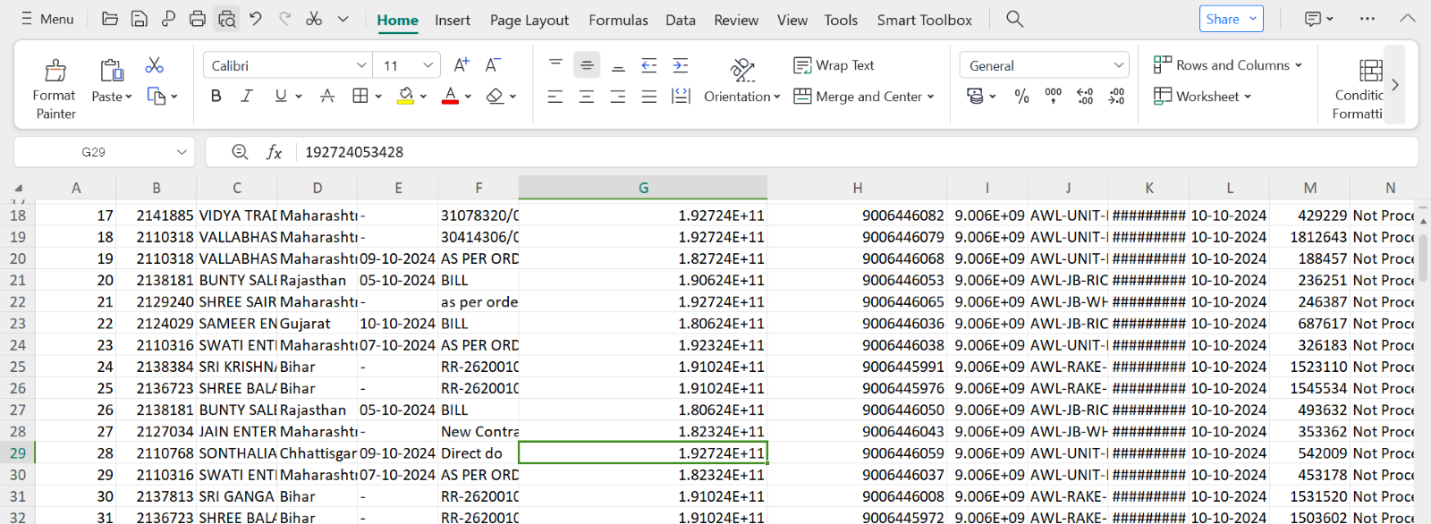 Menu Home Insert Page Layout Formulas Data Review View Tools Smart Toolbox Share
Format Painter Paste Calibri 11 A+ A- Wrap Text General Rows and Columns
B I U A A Orientation Merge and Center % 000 Worksheet Conditic Formatti
G29 fx 192724053428
A B C D E F G H I J K L M N
18 17 2141885 VIDYA TRAD Maharashtr - 31078320/0 1.92724E+11 9006446082 9.006E+09 AWL-UNIT-I ######### 10-10-2024 429229 Not Proce
19 18 2110318 VALLABHAS Maharashtr - 30414306/0 1.92724E+11 9006446079 9.006E+09 AWL-UNIT-I ######### 10-10-2024 1812643 Not Proce
20 19 2110318 VALLABHAS Maharashtr 09-10-2024 AS PER ORD 1.82724E+11 9006446068 9.006E+09 AWL-UNIT-I ######### 10-10-2024 188457 Not Proce
21 20 2138181 BUNTY SALE Rajasthan 05-10-2024 BILL 1.90624E+11 9006446053 9.006E+09 AWL-JB-RIC ######### 10-10-2024 236251 Not Proce
22 21 2129240 SHREE SAIR Maharashtr - as per orde 1.92724E+11 9006446065 9.006E+09 AWL-JB-WH ######### 10-10-2024 246387 Not Proce
23 22 2124029 SAMEER EN Gujarat 10-10-2024 BILL 1.80624E+11 9006446036 9.006E+09 AWL-JB-RIC ######### 10-10-2024 687617 Not Proce
24 23 2110316 SWATI ENTI Maharashtr 07-10-2024 AS PER ORD 1.92324E+11 9006446038 9.006E+09 AWL-UNIT-I ######### 10-10-2024 326183 Not Proce
25 24 2138384 SRI KRISHNA Bihar - RR-2620010 1.91024E+11 9006445991 9.006E+09 AWL-RAKE- ######### 10-10-2024 1523110 Not Proce
26 25 2136723 SHREE BALA Bihar - RR-2620010 1.91024E+11 9006445976 9.006E+09 AWL-RAKE- ######### 10-10-2024 1545534 Not Proce
27 26 2138181 BUNTY SALE Rajasthan 05-10-2024 BILL 1.80624E+11 9006446050 9.006E+09 AWL-JB-RIC ######### 10-10-2024 493632 Not Proce
28 27 2127034 JAIN ENTER Maharashtr - New Contra 1.82324E+11 9006446043 9.006E+09 AWL-JB-WH ######### 10-10-2024 353362 Not Proce
29 28 2110768 SONTHALIA Chhattisgar 09-10-2024 Direct do 1.92724E+11 9006446059 9.006E+09 AWL-UNIT-I ######### 10-10-2024 542009 Not Proce
30 29 2110316 SWATI ENTI Maharashtr 07-10-2024 AS PER ORD 1.82324E+11 9006446037 9.006E+09 AWL-UNIT-I ######### 10-10-2024 453178 Not Proce
31 30 2137813 SRI GANGA Bihar - RR-2620010 1.91024E+11 9006446008 9.006E+09 AWL-RAKE- ######### 10-10-2024 1531520 Not Proce
32 31 2136723 SHREE BALA Bihar - RR-2620010 1.91024E+11 9006445972 9.006E+09 AWL-RAKE- ######### 10-10-2024 1503602 Not Proce